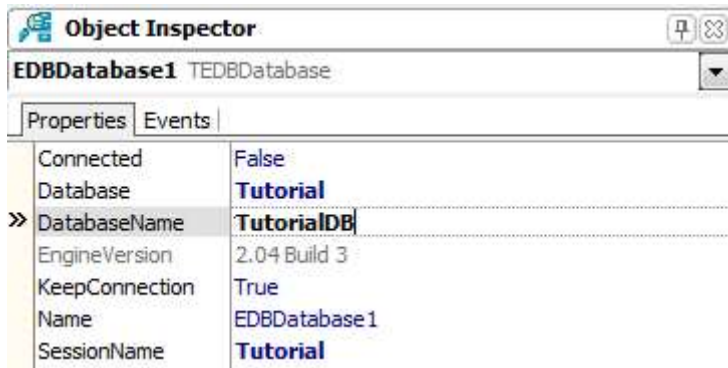 Object Inspector
EDBDatabase1 TEDBDatabase
Properties Events
Connected False
Database Tutorial
» DatabaseName TutorialDB
EngineVersion 2.04 Build 3
KeepConnection True
Name EDBDatabase1
SessionName Tutorial